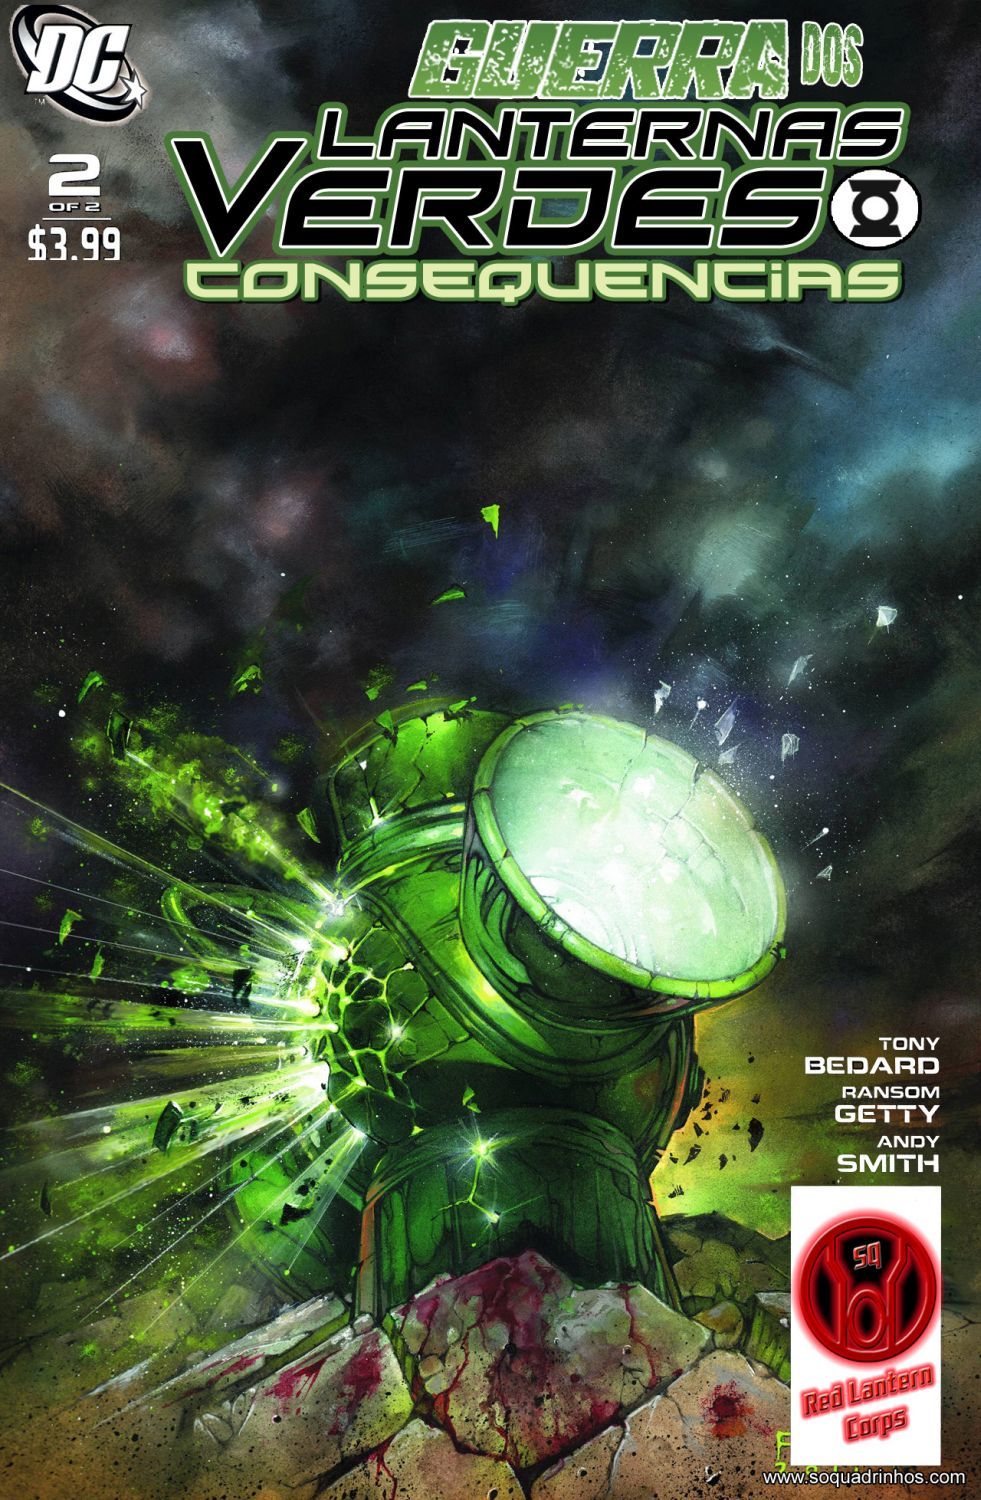 DC
TM
GUERRA DOS
LANTERNAS
VERDES
CONSEQUENCIAS
2
OF 2
$3.99
TONY
BEDARD
RANSOM
GETTY
ANDY
SMITH
SQ
Red Lantern
Corps
www.soquadrinhos.com